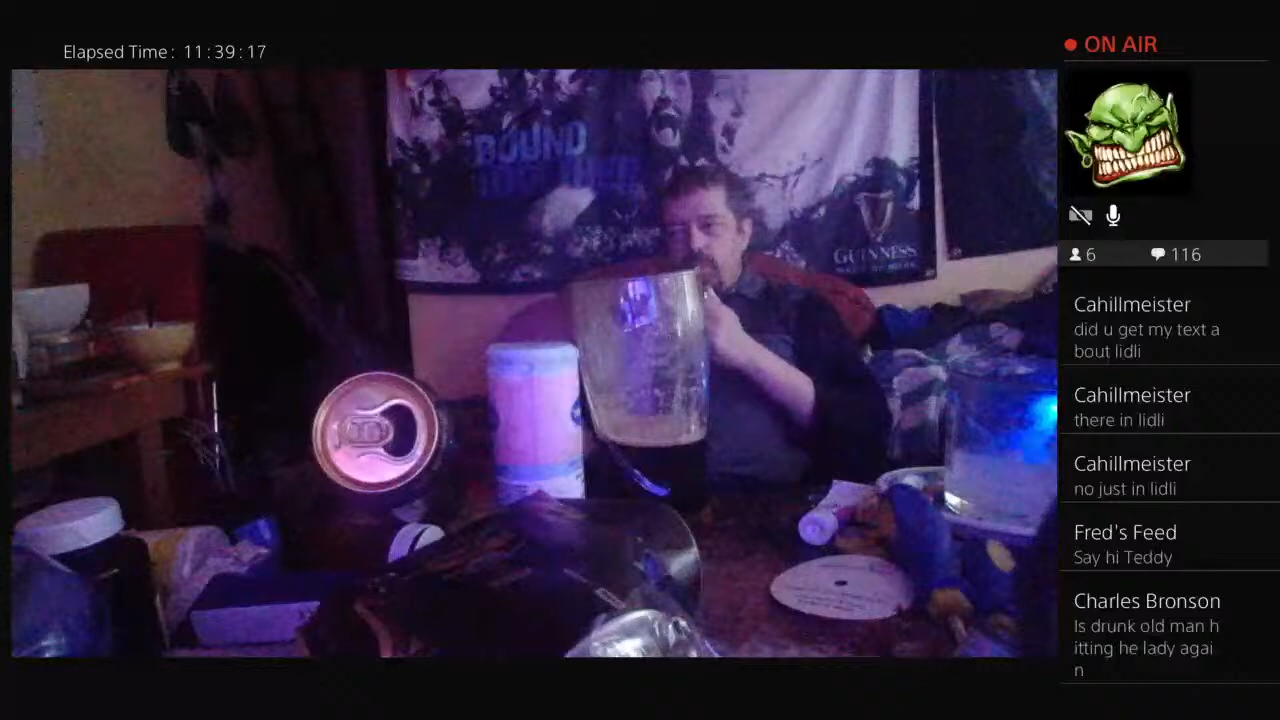 Elapsed Time: 11:39:17
ON AIR
BOUND
TOGETHER
GUINNESS
6 116
Cahillmeister
did u get my text a
bout lidli
Cahillmeister
there in lidli
Cahillmeister
no just in lidli
Fred's Feed
Say hi Teddy
Charles Bronson
Is drunk old man h
itting he lady agai
n